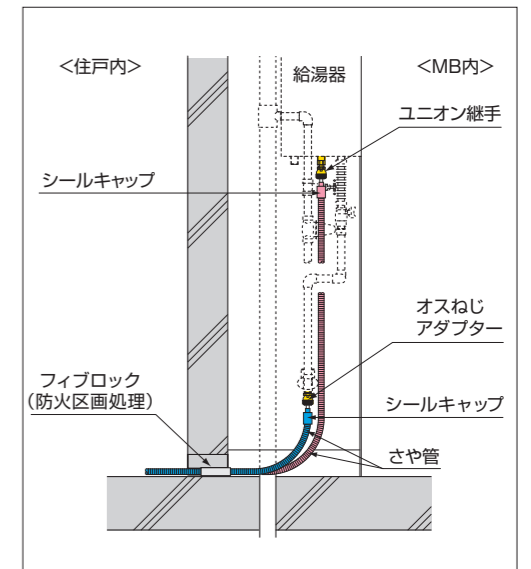 ＜住戸内＞
給湯器
＜MB内＞
ユニオン継手
シールキャップ
オスねじ
アダプター
フィブロック
（防火区画処理）
シールキャップ
さや管